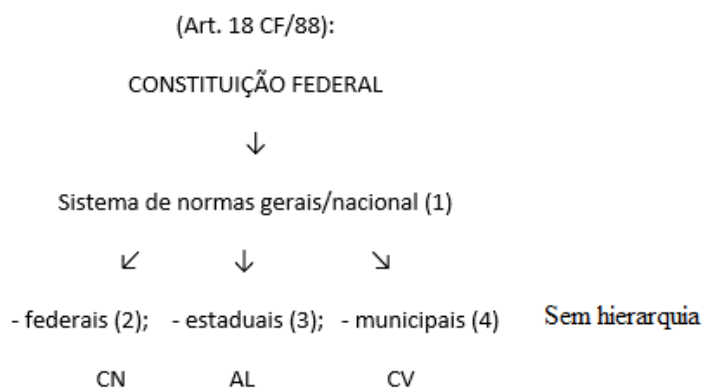 (Art. 18 CF/88):
CONSTITUIÇÃO FEDERAL
↓
Sistema de normas gerais/nacional (1)
↙ ↓ ↘
- federais (2); - estaduais (3); - municipais (4) Sem hierarquia
CN AL CV